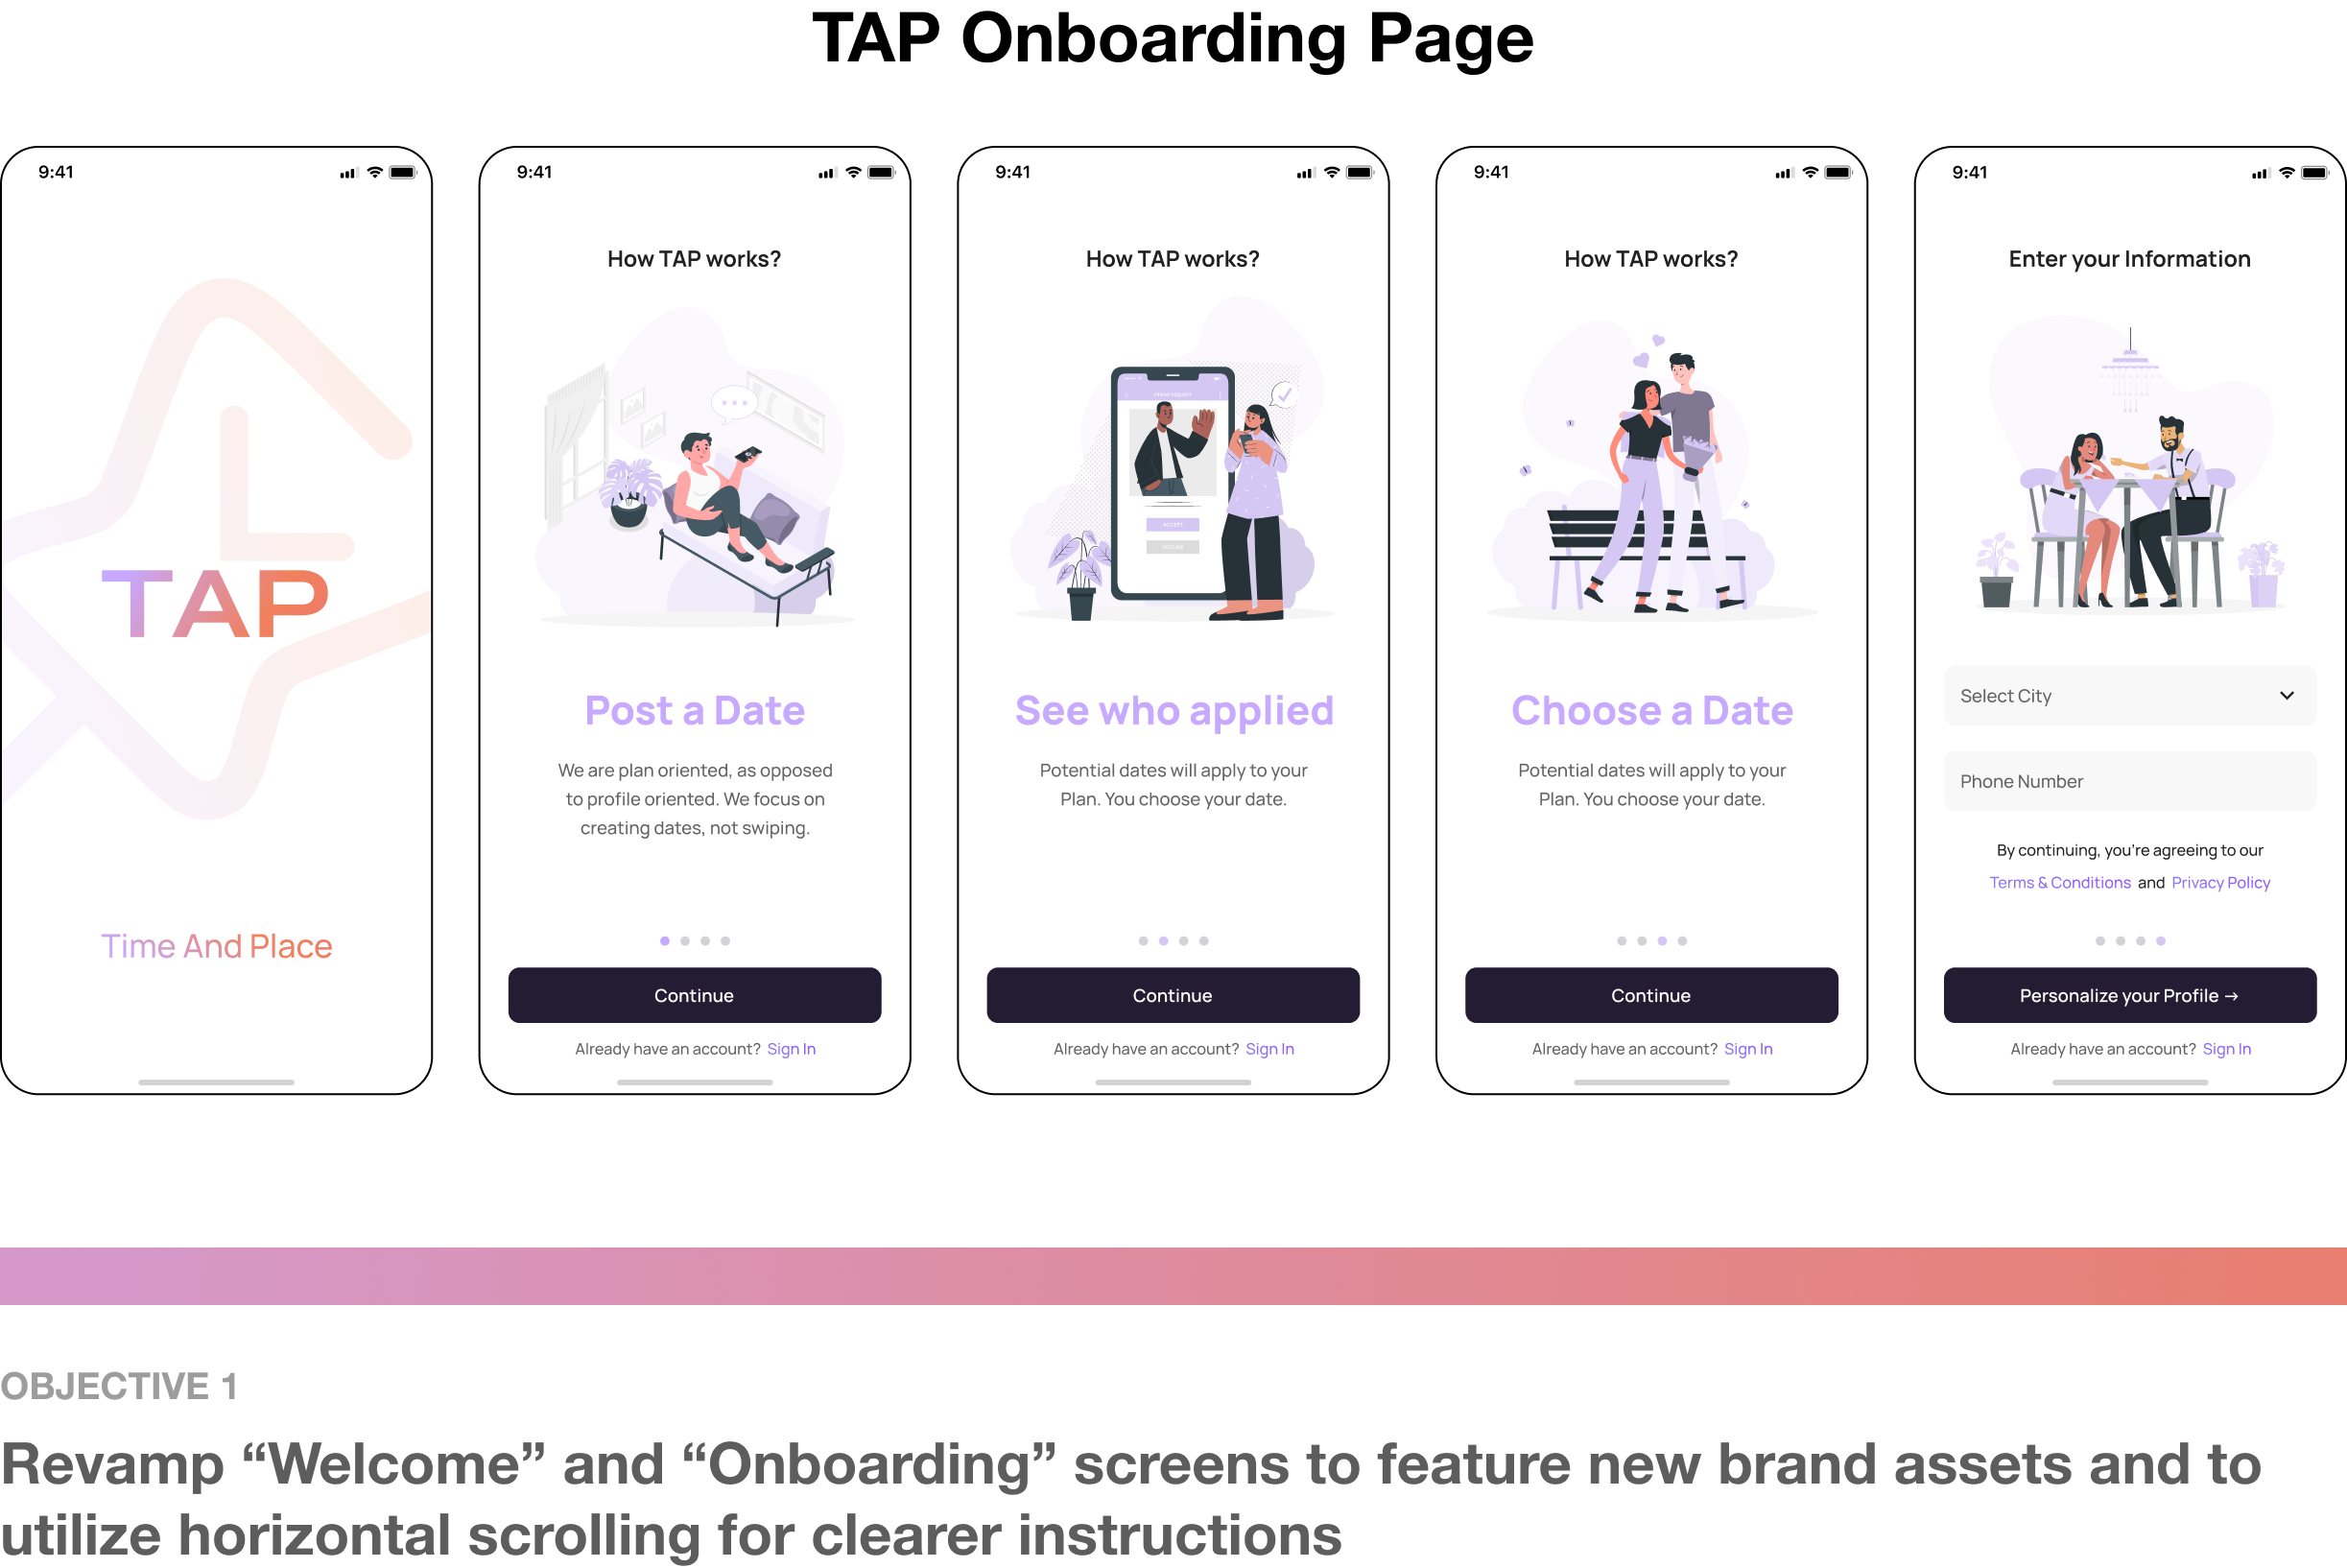 TAP Onboarding Page
9:41
TAP
Time And Place
9:41
How TAP works?
Post a Date
We are plan oriented, as opposed
to profile oriented. We focus on
creating dates, not swiping.
Continue
Already have an account? Sign In
9:41
How TAP works?
ACCEPT
DECLINE
See who applied
Potential dates will apply to your
Plan. You choose your date.
Continue
Already have an account? Sign In
9:41
How TAP works?
Choose a Date
Potential dates will apply to your
Plan. You choose your date.
Continue
Already have an account? Sign In
9:41
Enter your Information
Select City
Phone Number
By continuing, you're agreeing to our
Terms & Conditions and Privacy Policy
Personalize your Profile →
Already have an account? Sign In
OBJECTIVE 1
Revamp “Welcome” and “Onboarding” screens to feature new brand assets and to
utilize horizontal scrolling for clearer instructions